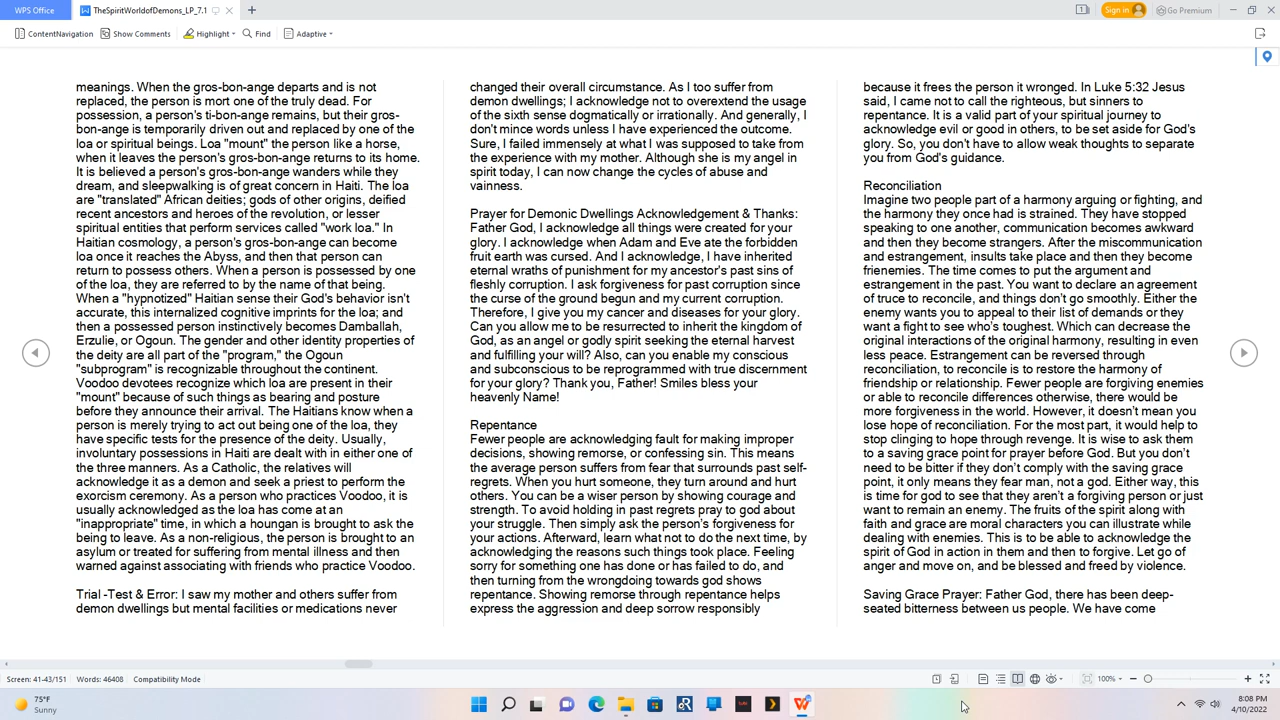 WPS Office
TheSpiritWorldofDemons_LP_7.1
Sign in
Go Premium
ContentNavigation
Show Comments
Highlight
Find
Adaptive
meanings. When the gros-bon-ange departs and is not
replaced, the person is mort one of the truly dead. For
possession, a person's ti-bon-ange remains, but their gros-
bon-ange is temporarily driven out and replaced by one of the
loa or spiritual beings. Loa "mount" the person like a horse,
when it leaves the person's gros-bon-ange returns to its home.
It is believed a person's gros-bon-ange wanders while they
dream, and sleepwalking is of great concern in Haiti. The loa
are "translated" African deities; gods of other origins, deified
recent ancestors and heroes of the revolution, or lesser
spiritual entities that perform services called "work loa." In
Haitian cosmology, a person's gros-bon-ange can become
loa once it reaches the Abyss, and then that person can
return to possess others. When a person is possessed by one
of the loa, they are referred to by the name of that being.
When a "hypnotized" Haitian sense their God's behavior isn't
accurate, this internalized cognitive imprints for the loa; and
then a possessed person instinctively becomes Damballah,
Erzulie, or Ogoun. The gender and other identity properties of
the deity are all part of the "program," the Ogoun
"subprogram" is recognizable throughout the continent.
Voodoo devotees recognize which loa are present in their
"mount" because of such things as bearing and posture
before they announce their arrival. The Haitians know when a
person is merely trying to act out being one of the loa, they
have specific tests for the presence of the deity. Usually,
involuntary possessions in Haiti are dealt with in either one of
the three manners. As a Catholic, the relatives will
acknowledge it as a demon and seek a priest to perform the
exorcism ceremony. As a person who practices Voodoo, it is
usually acknowledged as the loa has come at an
"inappropriate" time, in which a houngan is brought to ask the
being to leave. As a non-religious, the person is brought to an
asylum or treated for suffering from mental illness and then
warned against associating with friends who practice Voodoo.
Trial -Test & Error: I saw my mother and others suffer from
demon dwellings but mental facilities or medications never
changed their overall circumstance. As I too suffer from
demon dwellings; I acknowledge not to overextend the usage
of the sixth sense dogmatically or irrationally. And generally, I
don't mince words unless I have experienced the outcome.
Sure, I failed immensely at what I was supposed to take from
the experience with my mother. Although she is my angel in
spirit today, I can now change the cycles of abuse and
vainness.
Prayer for Demonic Dwellings Acknowledgement & Thanks:
Father God, I acknowledge all things were created for your
glory. I acknowledge when Adam and Eve ate the forbidden
fruit earth was cursed. And I acknowledge, I have inherited
eternal wraths of punishment for my ancestor's past sins of
fleshly corruption. I ask forgiveness for past corruption since
the curse of the ground begun and my current corruption.
Therefore, I give you my cancer and diseases for your glory.
Can you allow me to be resurrected to inherit the kingdom of
God, as an angel or godly spirit seeking the eternal harvest
and fulfilling your will? Also, can you enable my conscious
and subconscious to be reprogrammed with true discernment
for your glory? Thank you, Father! Smiles bless your
heavenly Name!
Repentance
Fewer people are acknowledging fault for making improper
decisions, showing remorse, or confessing sin. This means
the average person suffers from fear that surrounds past self-
regrets. When you hurt someone, they turn around and hurt
others. You can be a wiser person by showing courage and
strength. To avoid holding in past regrets pray to god about
your struggle. Then simply ask the person's forgiveness for
your actions. Afterward, learn what not to do the next time, by
acknowledging the reasons such things took place. Feeling
sorry for something one has done or has failed to do, and
then turning from the wrongdoing towards god shows
repentance. Showing remorse through repentance helps
express the aggression and deep sorrow responsibly
because it frees the person it wronged. In Luke 5:32 Jesus
said, I came not to call the righteous, but sinners to
repentance. It is a valid part of your spiritual journey to
acknowledge evil or good in others, to be set aside for God's
glory. So, you don't have to allow weak thoughts to separate
you from God's guidance.
Reconciliation
Imagine two people part of a harmony arguing or fighting, and
the harmony they once had is strained. They have stopped
speaking to one another, communication becomes awkward
and then they become strangers. After the miscommunication
and estrangement, insults take place and then they become
frienemies. The time comes to put the argument and
estrangement in the past. You want to declare an agreement
of truce to reconcile, and things don't go smoothly. Either the
enemy wants you to appeal to their list of demands or they
want a fight to see who's toughest. Which can decrease the
original interactions of the original harmony, resulting in even
less peace. Estrangement can be reversed through
reconciliation, to reconcile is to restore the harmony of
friendship or relationship. Fewer people are forgiving enemies
or able to reconcile differences otherwise, there would be
more forgiveness in the world. However, it doesn't mean you
lose hope of reconciliation. For the most part, it would help to
stop clinging to hope through revenge. It is wise to ask them
to a saving grace point for prayer before God. But you don't
need to be bitter if they don't comply with the saving grace
point, it only means they fear man, not a god. Either way, this
is time for god to see that they aren't a forgiving person or just
want to remain an enemy. The fruits of the spirit along with
faith and grace are moral characters you can illustrate while
dealing with enemies. This is to be able to acknowledge the
spirit of God in action in them and then to forgive. Let go of
anger and move on, and be blessed and freed by violence.
Saving Grace Prayer: Father God, there has been deep-
seated bitterness between us people. We have come
Screen: 41-43/151
Words: 46408
Compatibility Mode
100%
75°F
Sunny
8:08 PM
4/10/2022